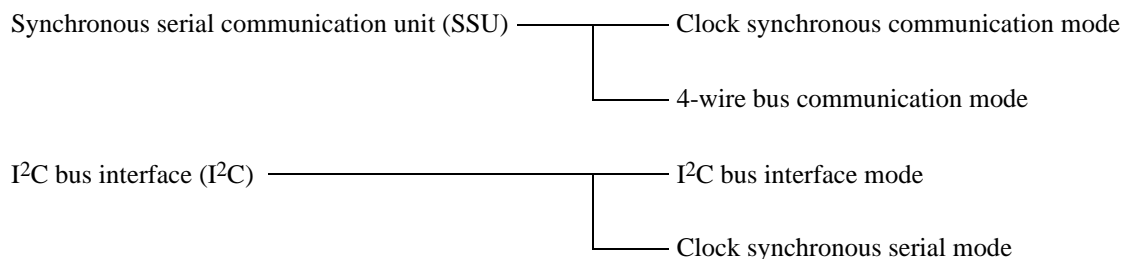 Synchronous serial communication unit (SSU) Clock synchronous communication mode
4-wire bus communication mode
I²C bus interface (I²C) I²C bus interface mode
Clock synchronous serial mode